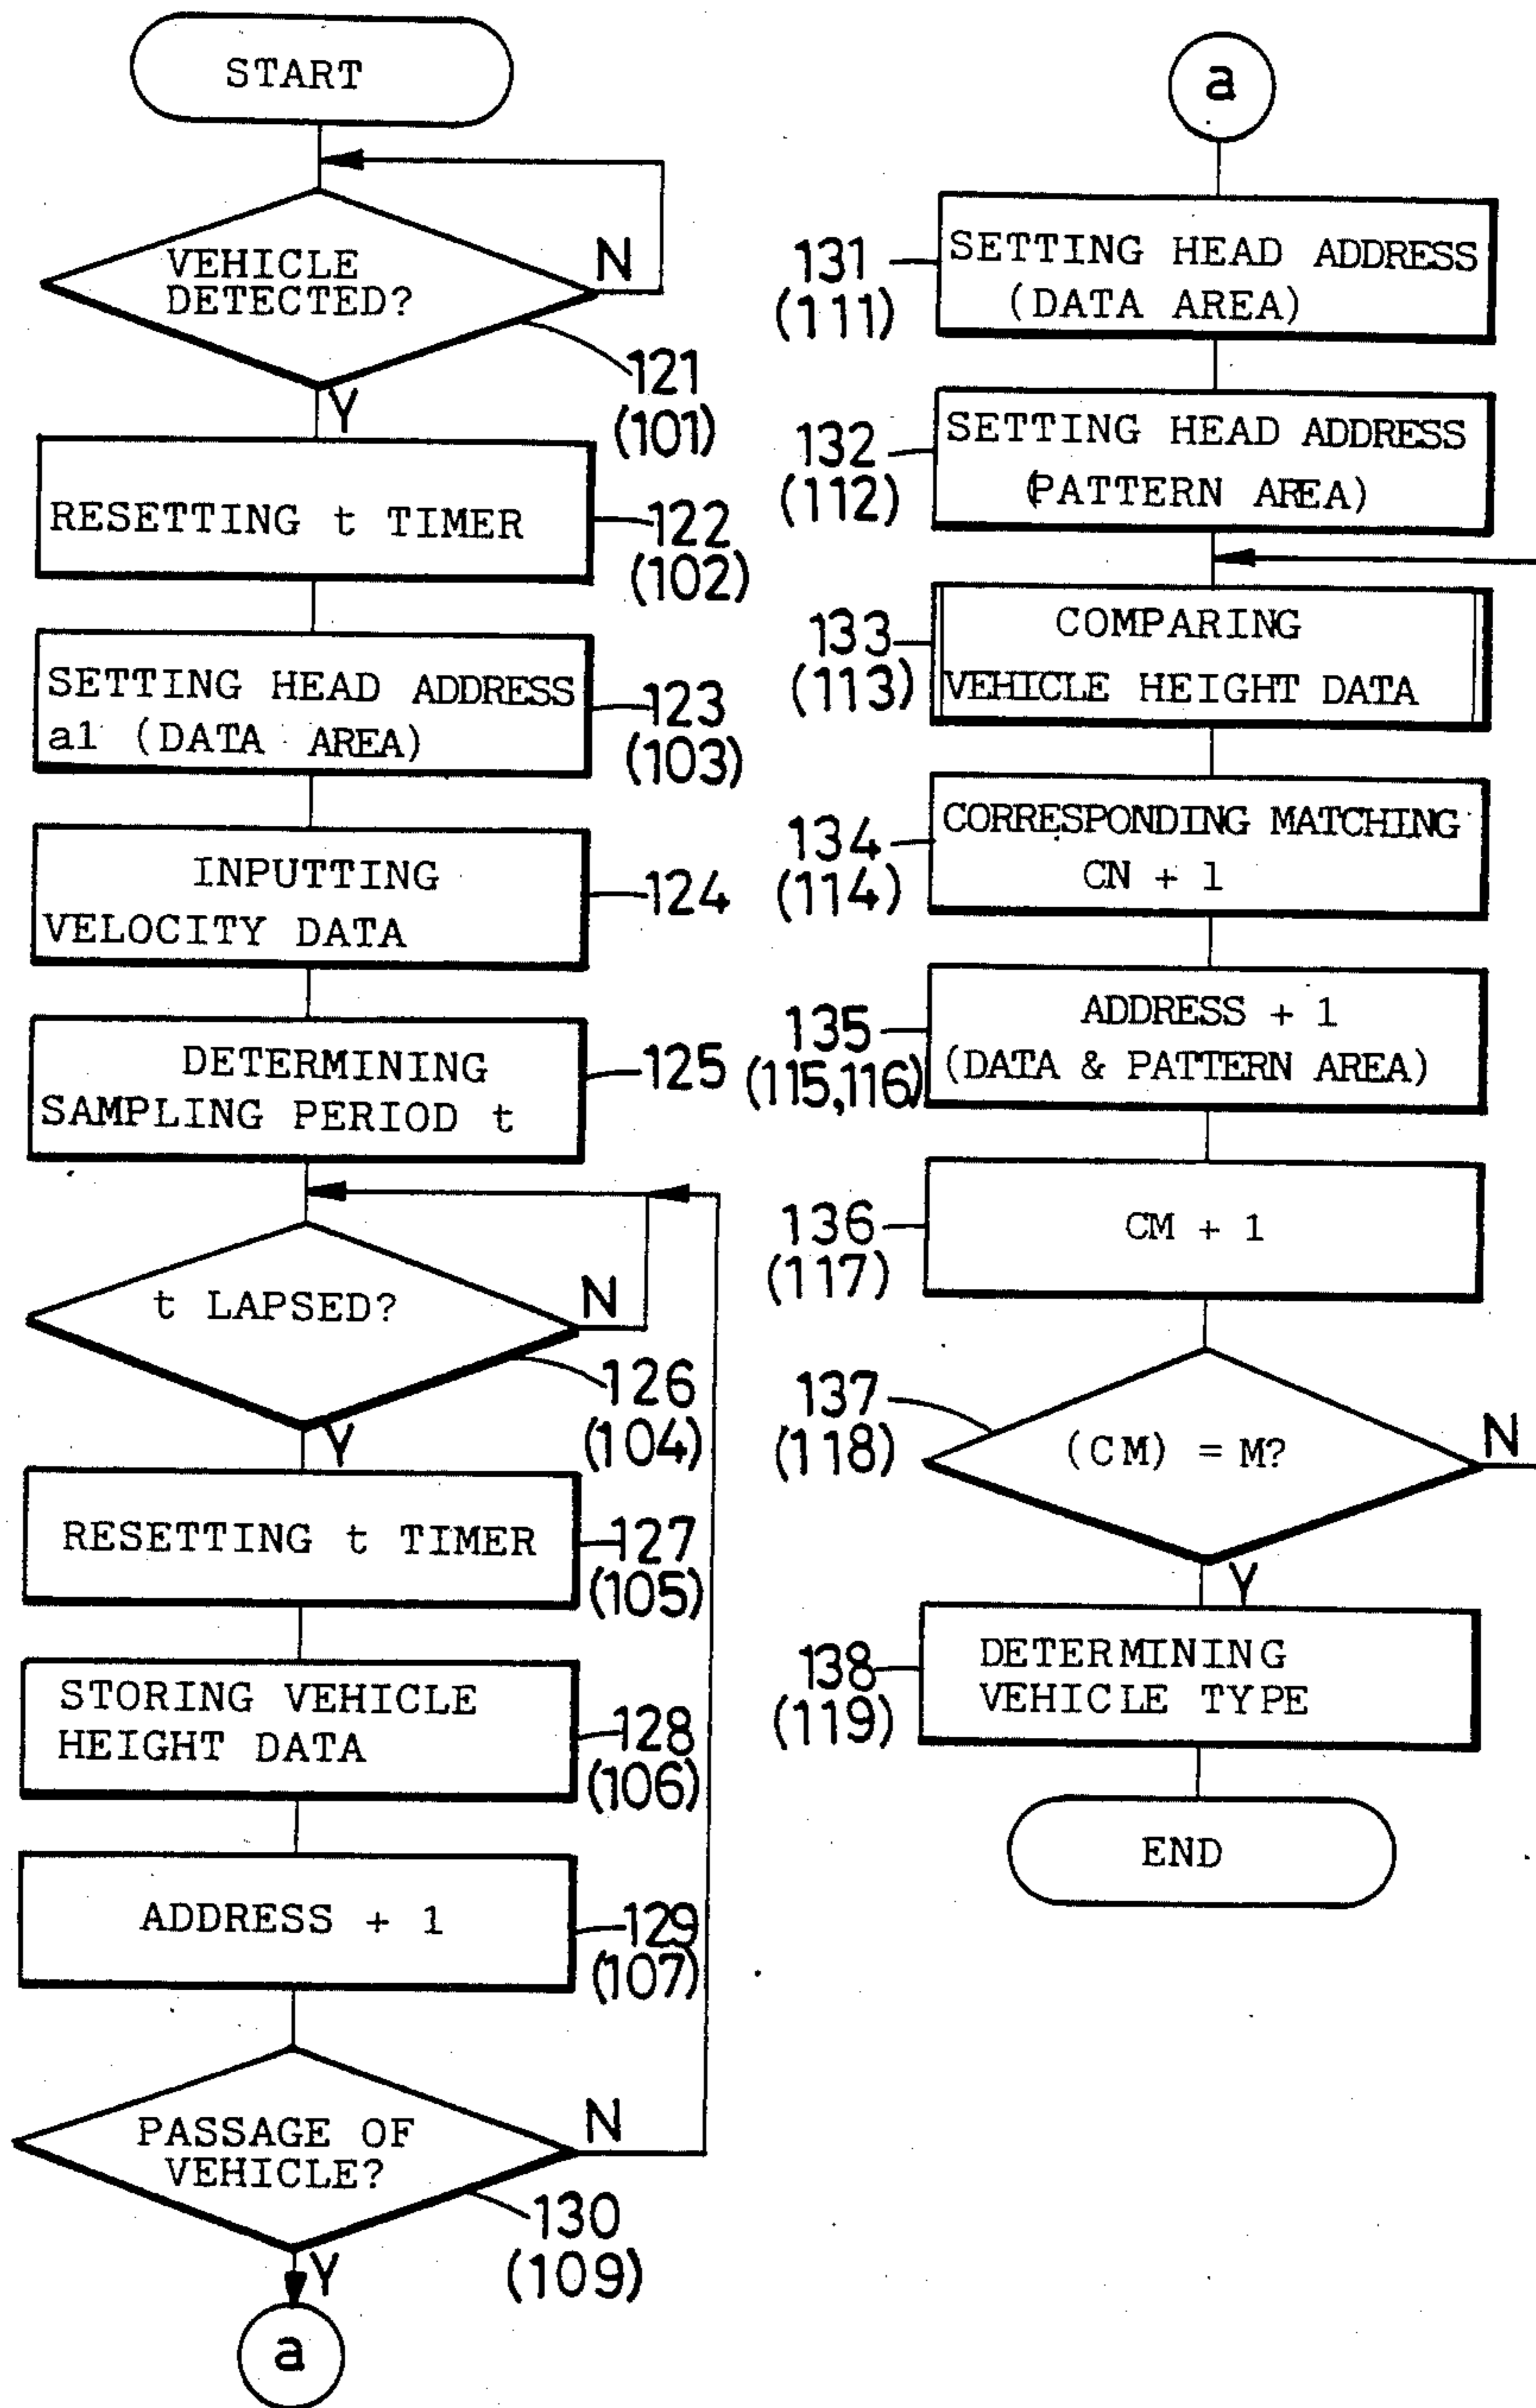 START
VEHICLE
DETECTED?
N
121
(101)
Y
RESETTING t TIMER
122
(102)
SETTING HEAD ADDRESS
a1 (DATA AREA)
123
(103)
INPUTTING
VELOCITY DATA
124
DETERMINING
SAMPLING PERIOD t
125
t LAPSED?
N
126
(104)
Y
RESETTING t TIMER
127
(105)
STORING VEHICLE
HEIGHT DATA
128
(106)
ADDRESS + 1
129
(107)
PASSAGE OF
VEHICLE?
N
130
(109)
Y
a
a
131
(111)
SETTING HEAD ADDRESS
(DATA AREA)
132
(112)
SETTING HEAD ADDRESS
(PATTERN AREA)
133
(113)
COMPARING
VEHICLE HEIGHT DATA
134
(114)
CORRESPONDING MATCHING
CN + 1
135
(115,116)
ADDRESS + 1
(DATA & PATTERN AREA)
136
(117)
CM + 1
137
(118)
(CM) = M?
N
Y
138
(119)
DETERMINING
VEHICLE TYPE
END